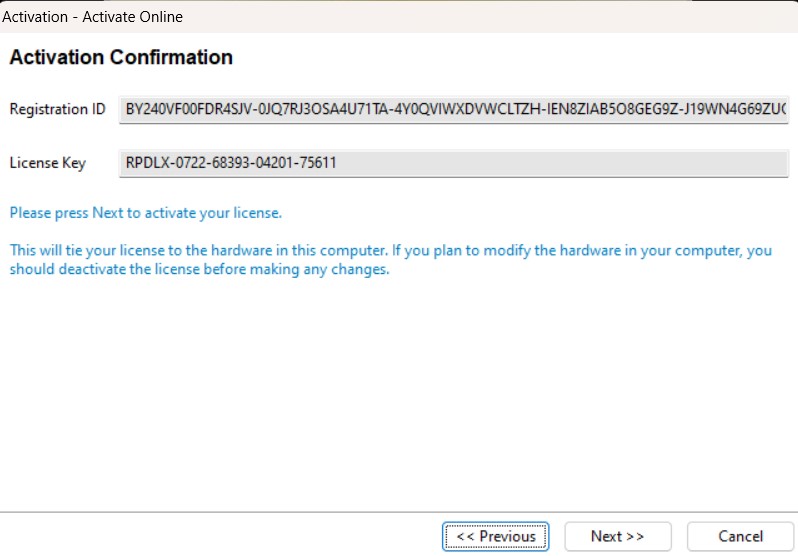 Activation - Activate Online
Activation Confirmation
Registration ID BY240VF00FDR4SJV-0JQ7RJ3OSA4U71TA-4Y0QVIWXDVWCLTZH-IEN8ZIAB5O8GEG9Z-J19WN4G69ZU
License Key RPDLX-0722-68393-04201-75611
Please press Next to activate your license.
This will tie your license to the hardware in this computer. If you plan to modify the hardware in your computer, you
should deactivate the license before making any changes.
<< Previous Next >> Cancel